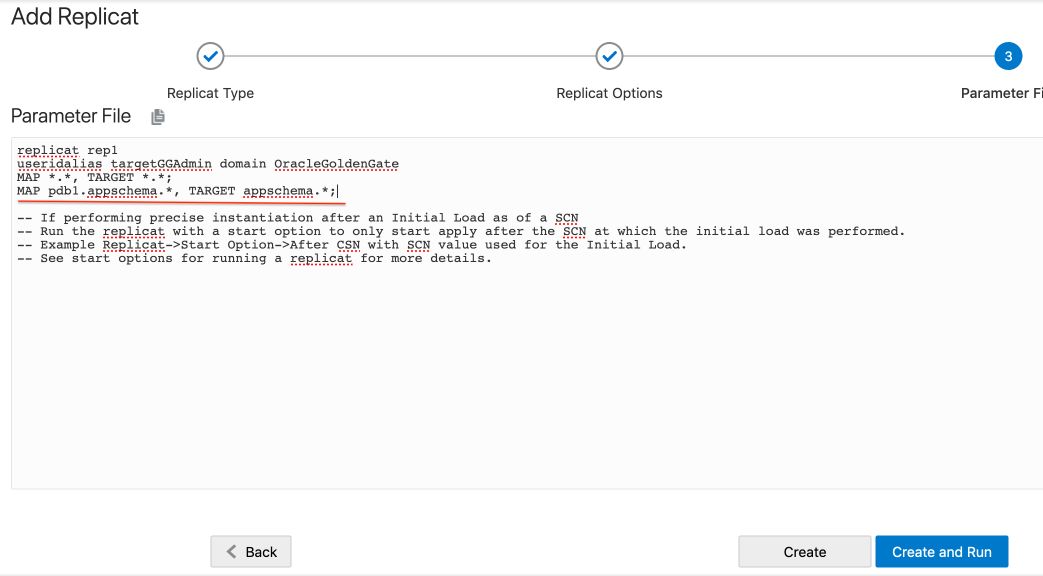 Add Replicat
3
Replicat Type
Replicat Options
Parameter Fi
Parameter File
replicat rep1
useridalias targetGGAdmin domain OracleGoldenGate
MAP *.*, TARGET *.*;
MAP pdb1.appschema.*, TARGET appschema.*;
-- If performing precise instantiation after an Initial Load as of a SCN
-- Run the replicat with a start option to only start apply after the SCN at which the initial load was performed.
-- Example Replicat->Start Option->After CSN with SCN value used for the Initial Load.
-- See start options for running a replicat for more details.
Back
Create
Create and Run